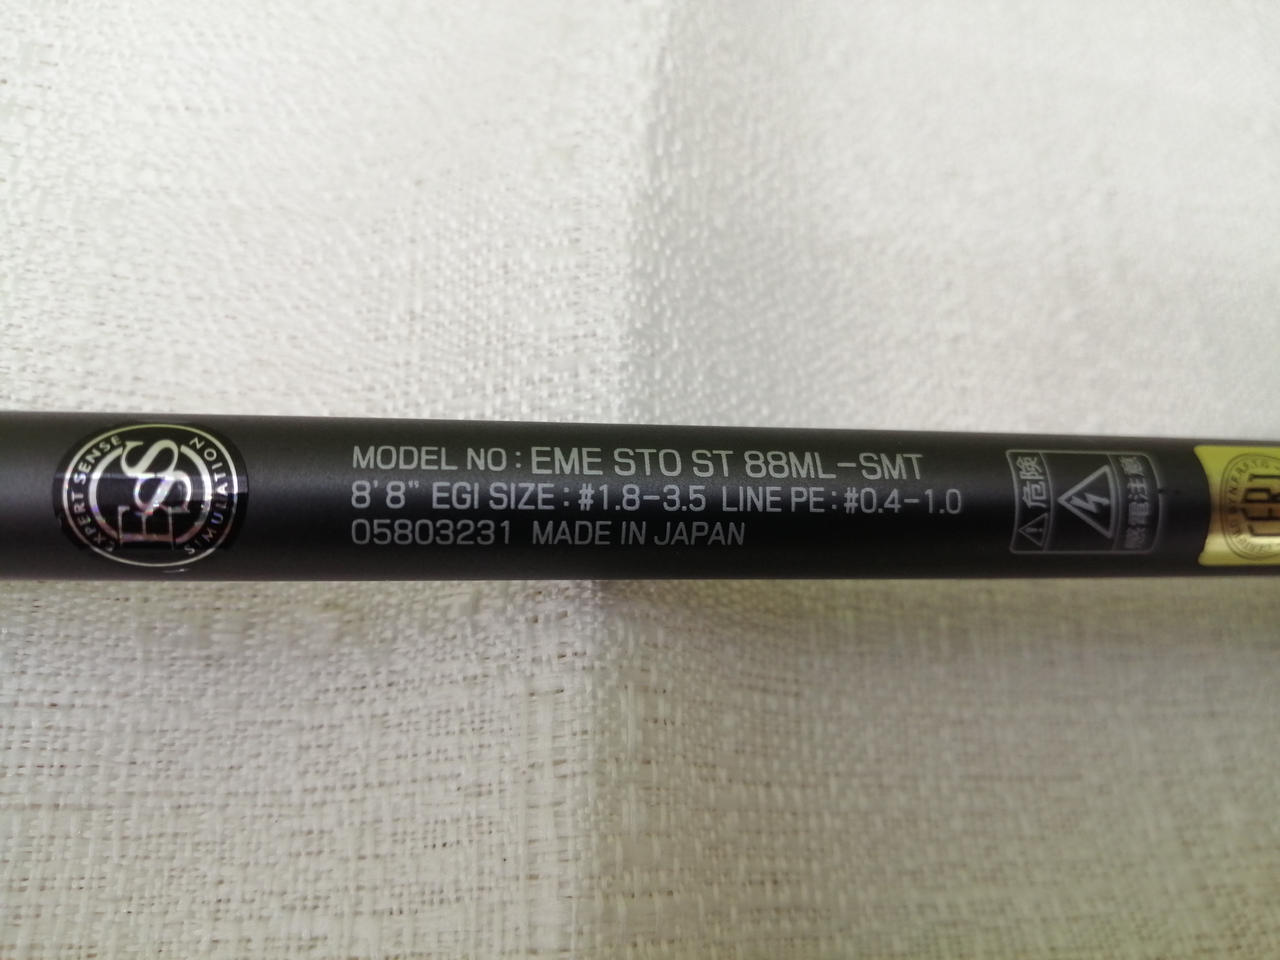 EXPERT SENSE SIMULATION
ESS
MODEL NO : EME STO ST 88ML-SMT
8'8" EGI SIZE : #1.8-3.5 LINE PE : #0.4-1.0
05803231 MADE IN JAPAN
危険
感電注意